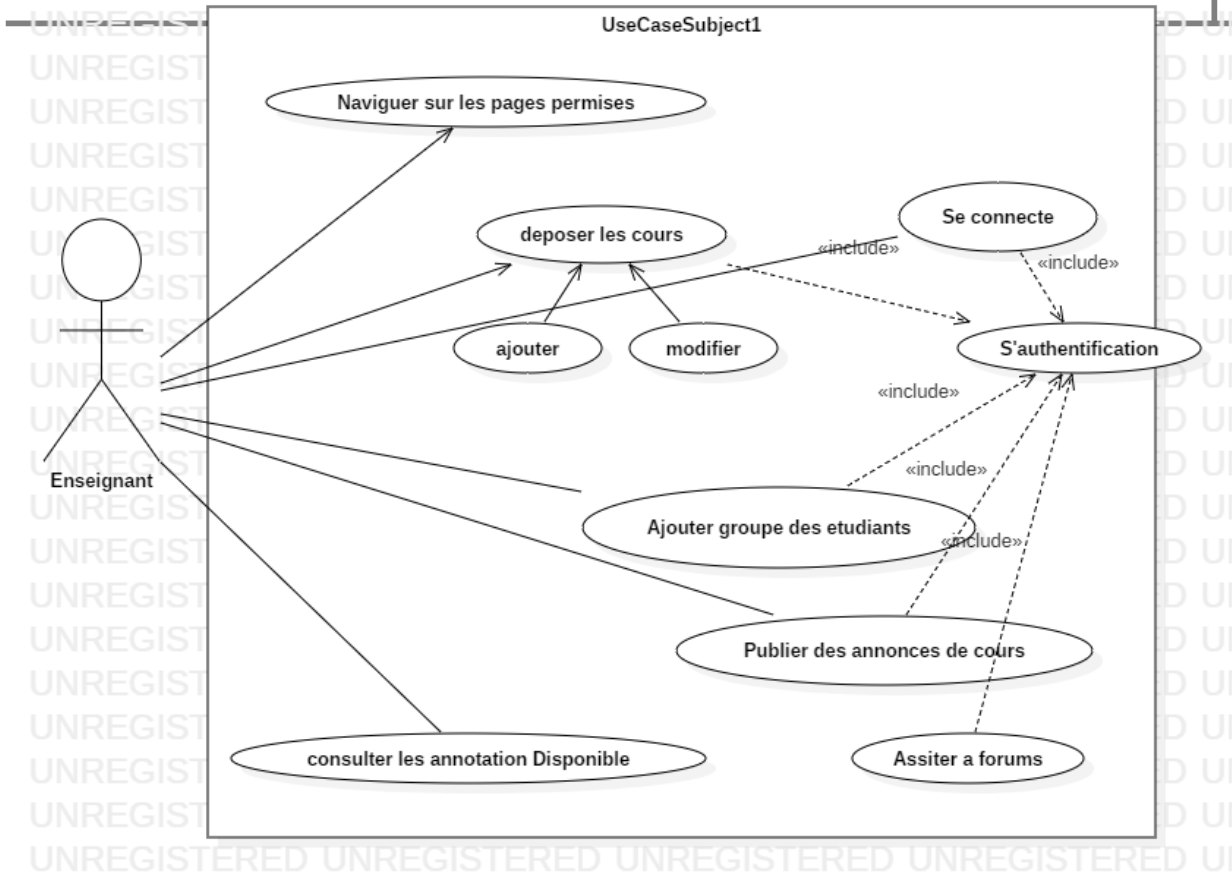 UseCaseSubject1
Naviguer sur les pages permises
Se connecte
deposer les cours
«include»
«include»
ajouter
modifier
S'authentification
«include»
«include»
Enseignant
Ajouter groupe des etudiants
«include»
Publier des annonces de cours
consulter les annotation Disponible
Assiter a forums
UNREGISTERED UNREGISTERED UNREGISTERED UNREGISTERED